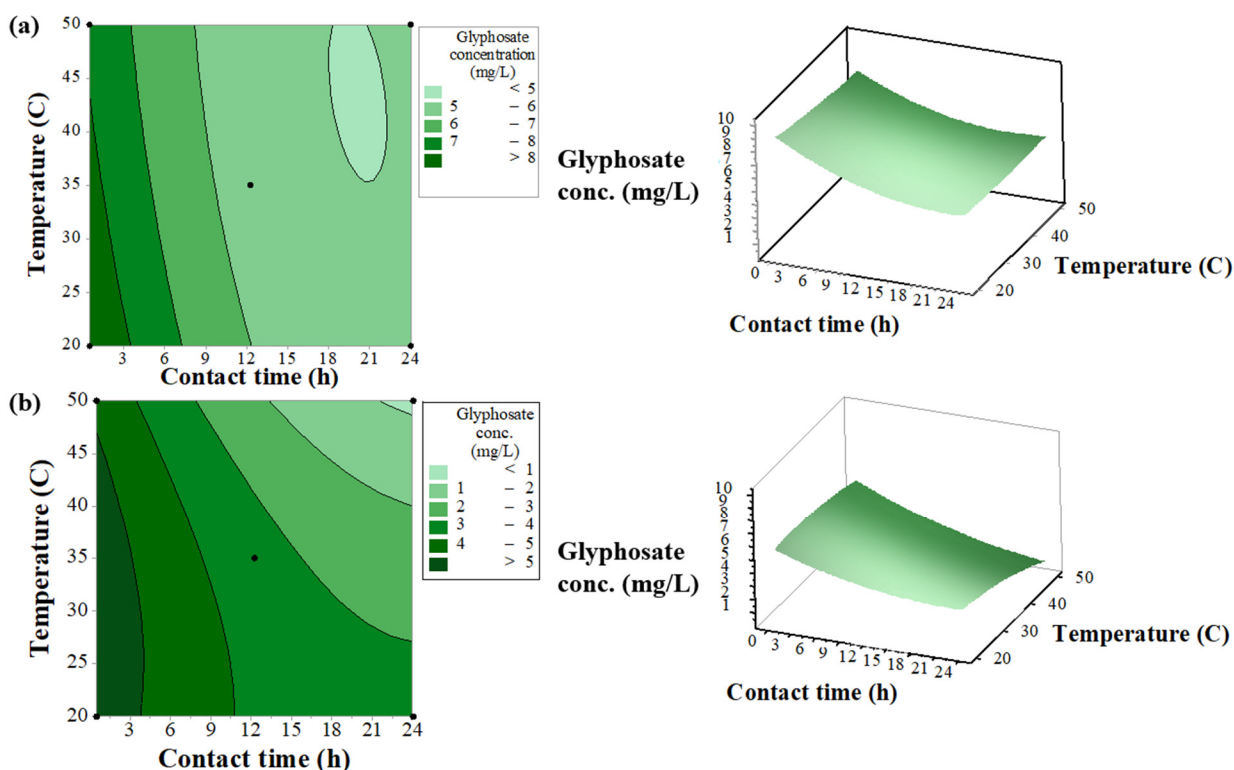 (a)
50
45
40
35
30
25
20
Temperature (C)
3 6 9 12 15 18 21 24
Contact time (h)
Glyphosate
concentration
(mg/L)
< 5
5 – 6
6 – 7
7 – 8
> 8
Glyphosate
conc. (mg/L)
10
9
8
7
6
5
4
3
2
1
0 3 6 9 12 15 18 21 24
Contact time (h)
20
30
40
50
Temperature (C)
(b)
50
45
40
35
30
25
20
Temperature (C)
3 6 9 12 15 18 21 24
Contact time (h)
Glyphosate
conc.
(mg/L)
< 1
1 – 2
2 – 3
3 – 4
4 – 5
> 5
Glyphosate
conc. (mg/L)
10
9
8
7
6
5
4
3
2
1
0 3 6 9 12 15 18 21 24
Contact time (h)
20
30
40
50
Temperature (C)